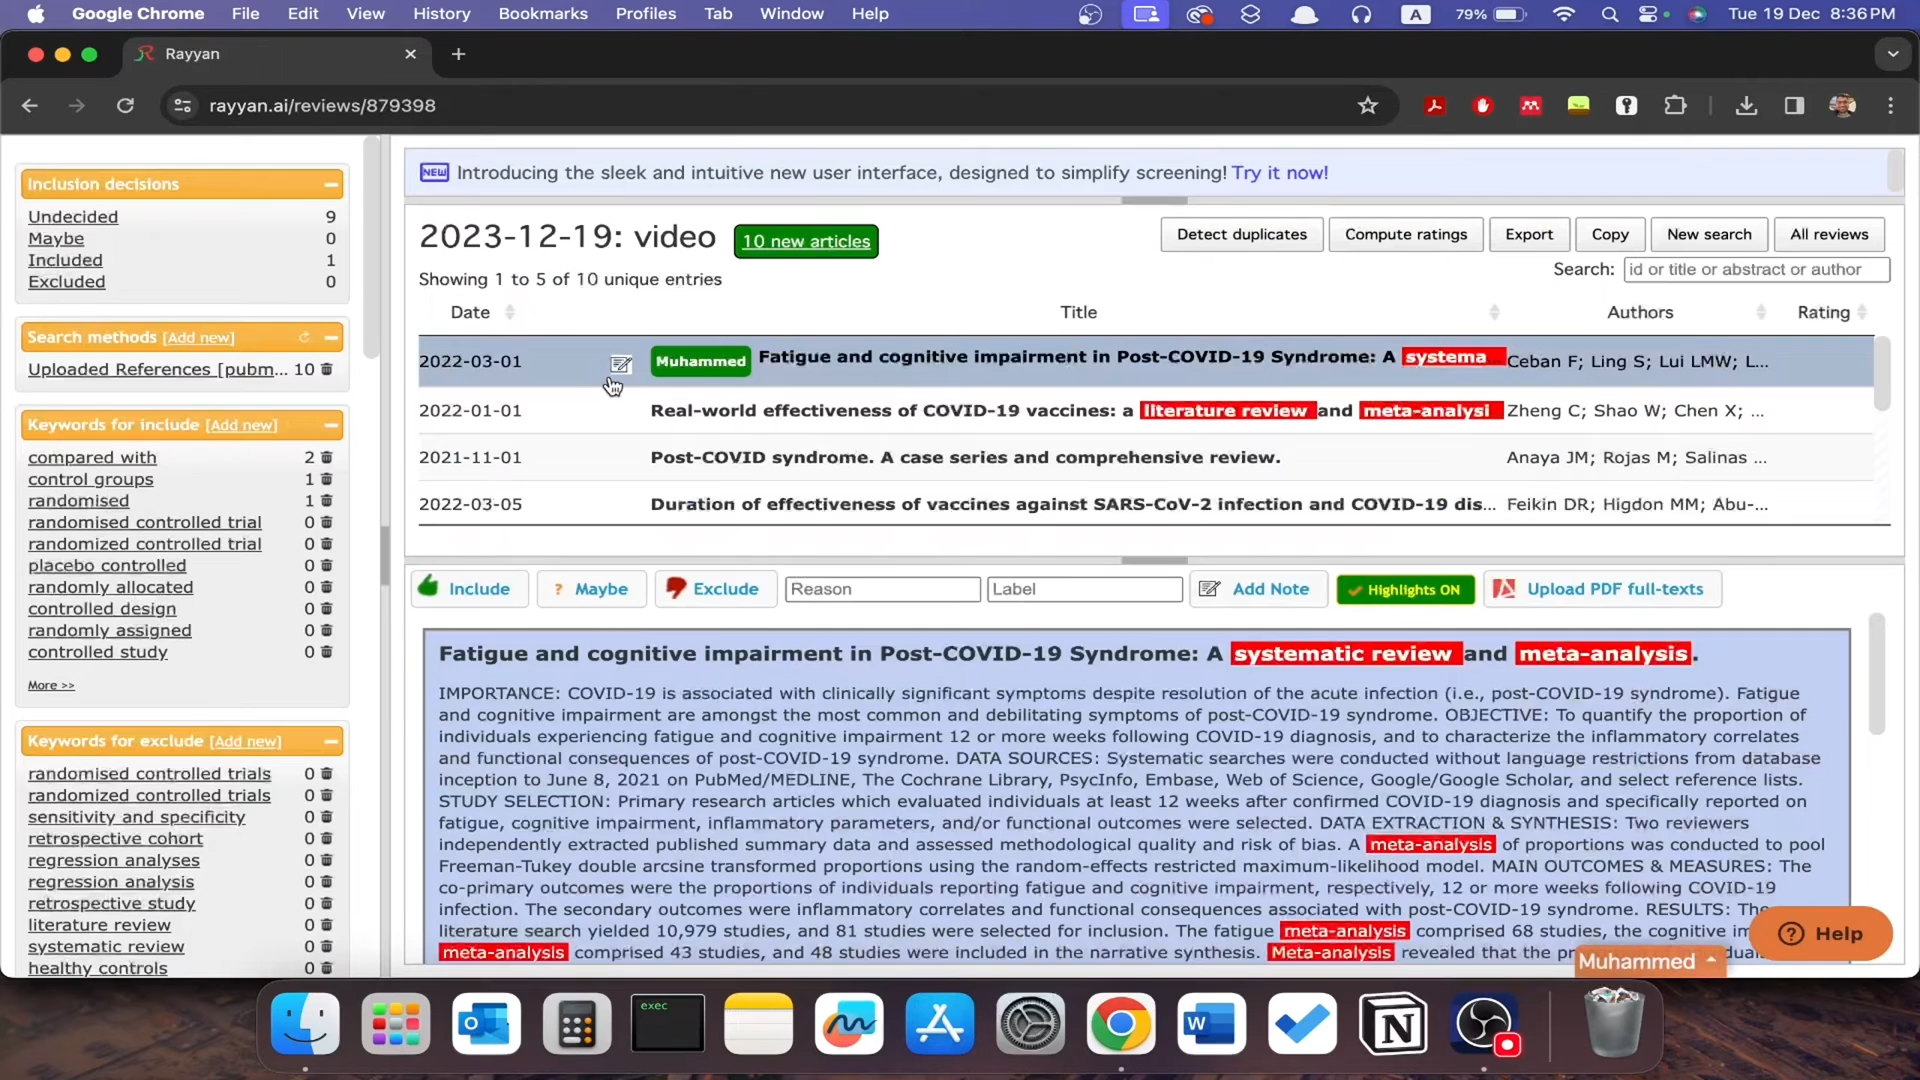 Google Chrome File Edit View History Bookmarks Profiles Tab Window Help A 79% Tue 19 Dec 8:36 PM
Rayyan
rayyan.ai/reviews/879398
Inclusion decisions
Undecided 9
Maybe 0
Included 1
Excluded 0
Search methods [Add new]
Uploaded References [pubm... 10
Keywords for include [Add new]
compared with 2
control groups 1
randomised 1
randomised controlled trial 0
randomized controlled trial 0
placebo controlled 0
randomly allocated 0
controlled design 0
randomly assigned 0
controlled study 0
More >>
Keywords for exclude [Add new]
randomised controlled trials 0
randomized controlled trials 0
sensitivity and specificity 0
retrospective cohort 0
regression analyses 0
regression analysis 0
retrospective study 0
literature review 0
systematic review 0
healthy controls 0
NEW Introducing the sleek and intuitive new user interface, designed to simplify screening! Try it now!
2023-12-19: video 10 new articles Detect duplicates Compute ratings Export Copy New search All reviews
Showing 1 to 5 of 10 unique entries Search: id or title or abstract or author
Date Title Authors Rating
2022-03-01 Muhammed Fatigue and cognitive impairment in Post-COVID-19 Syndrome: A systema Ceban F; Ling S; Lui LMW; L...
2022-01-01 Real-world effectiveness of COVID-19 vaccines: a literature review and meta-analysi Zheng C; Shao W; Chen X; ...
2021-11-01 Post-COVID syndrome. A case series and comprehensive review. Anaya JM; Rojas M; Salinas ...
2022-03-05 Duration of effectiveness of vaccines against SARS-CoV-2 infection and COVID-19 dis... Feikin DR; Higdon MM; Abu-...
Include ? Maybe Exclude Reason Label Add Note Highlights ON Upload PDF full-texts
Fatigue and cognitive impairment in Post-COVID-19 Syndrome: A systematic review and meta-analysis.
IMPORTANCE: COVID-19 is associated with clinically significant symptoms despite resolution of the acute infection (i.e., post-COVID-19 syndrome). Fatigue
and cognitive impairment are amongst the most common and debilitating symptoms of post-COVID-19 syndrome. OBJECTIVE: To quantify the proportion of
individuals experiencing fatigue and cognitive impairment 12 or more weeks following COVID-19 diagnosis, and to characterize the inflammatory correlates
and functional consequences of post-COVID-19 syndrome. DATA SOURCES: Systematic searches were conducted without language restrictions from database
inception to June 8, 2021 on PubMed/MEDLINE, The Cochrane Library, PsycInfo, Embase, Web of Science, Google/Google Scholar, and select reference lists.
STUDY SELECTION: Primary research articles which evaluated individuals at least 12 weeks after confirmed COVID-19 diagnosis and specifically reported on
fatigue, cognitive impairment, inflammatory parameters, and/or functional outcomes were selected. DATA EXTRACTION & SYNTHESIS: Two reviewers
independently extracted published summary data and assessed methodological quality and risk of bias. A meta-analysis of proportions was conducted to pool
Freeman-Tukey double arcsine transformed proportions using the random-effects restricted maximum-likelihood model. MAIN OUTCOMES & MEASURES: The
co-primary outcomes were the proportions of individuals reporting fatigue and cognitive impairment, respectively, 12 or more weeks following COVID-19
infection. The secondary outcomes were inflammatory correlates and functional consequences associated with post-COVID-19 syndrome. RESULTS: The
literature search yielded 10,979 studies, and 81 studies were selected for inclusion. The fatigue meta-analysis comprised 68 studies, the cognitive im
meta-analysis comprised 43 studies, and 48 studies were included in the narrative synthesis. Meta-analysis revealed that the
? Help
Muhammed
exec